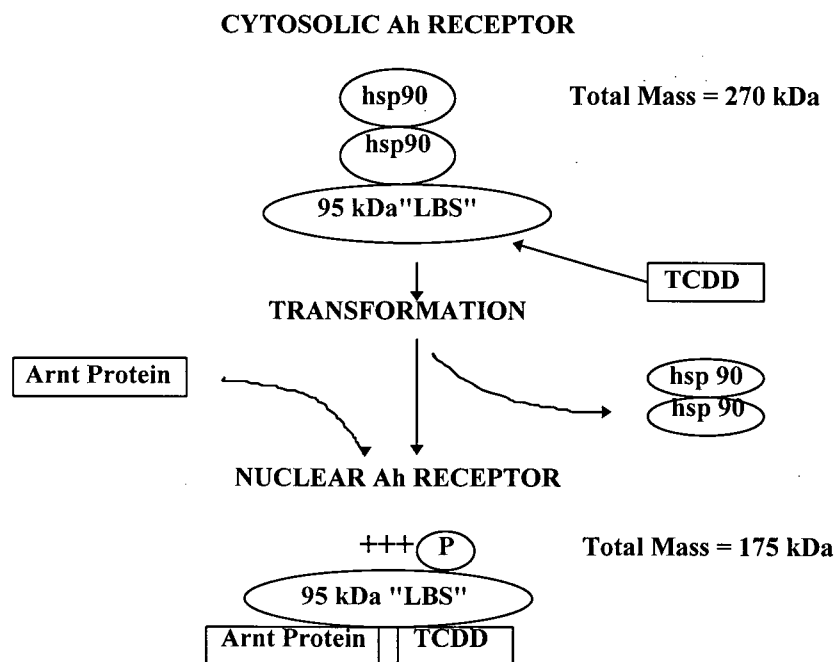 CYTOSOLIC Ah RECEPTOR
hsp90
Total Mass = 270 kDa
hsp90
95 kDa"LBS"
TCDD
TRANSFORMATION
Arnt Protein
hsp 90
hsp 90
NUCLEAR Ah RECEPTOR
+++ P
Total Mass = 175 kDa
95 kDa "LBS"
Arnt Protein
TCDD